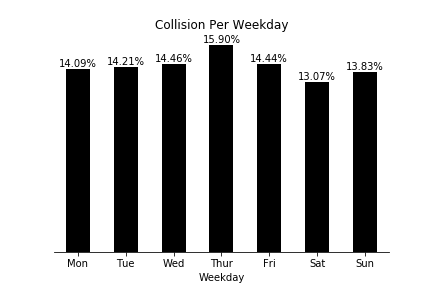 Collision Per Weekday
14.09% 14.21% 14.46% 15.90% 14.44% 13.07% 13.83%
Mon Tue Wed Thur Fri Sat Sun
Weekday